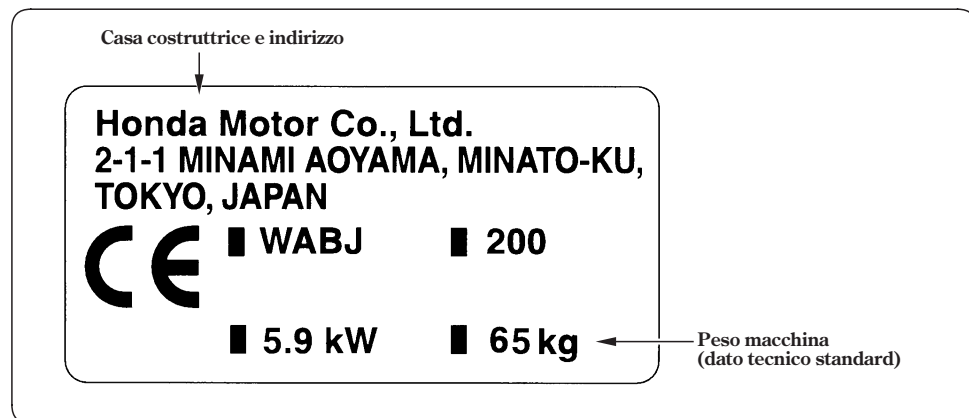 Casa costruttrice e indirizzo
Honda Motor Co., Ltd.
2-1-1 MINAMI AOYAMA, MINATO-KU,
TOKYO, JAPAN
CE WABJ 200
5.9 kW 65 kg
Peso macchina
(dato tecnico standard)